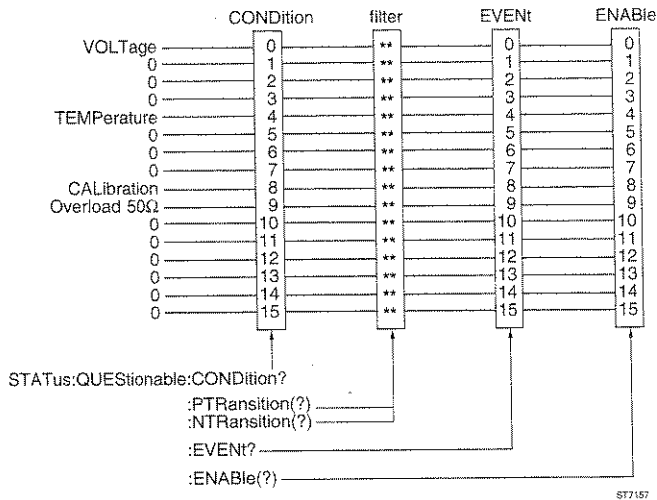 CONDition filter EVENt ENABle
VOLTage 0 ** 0 0
0 1 ** 1 1
0 2 ** 2 2
0 3 ** 3 3
TEMPerature 4 ** 4 4
0 5 ** 5 5
0 6 ** 6 6
0 7 ** 7 7
CALibration 8 ** 8 8
Overload 50Ω 9 ** 9 9
0 10 ** 10 10
0 11 ** 11 11
0 12 ** 12 12
0 13 ** 13 13
0 14 ** 14 14
0 15 ** 15 15
STATus:QUEStionable:CONDition?
:PTRansition(?)
:NTRansition(?)
:EVENt?
:ENABle(?)
ST7157